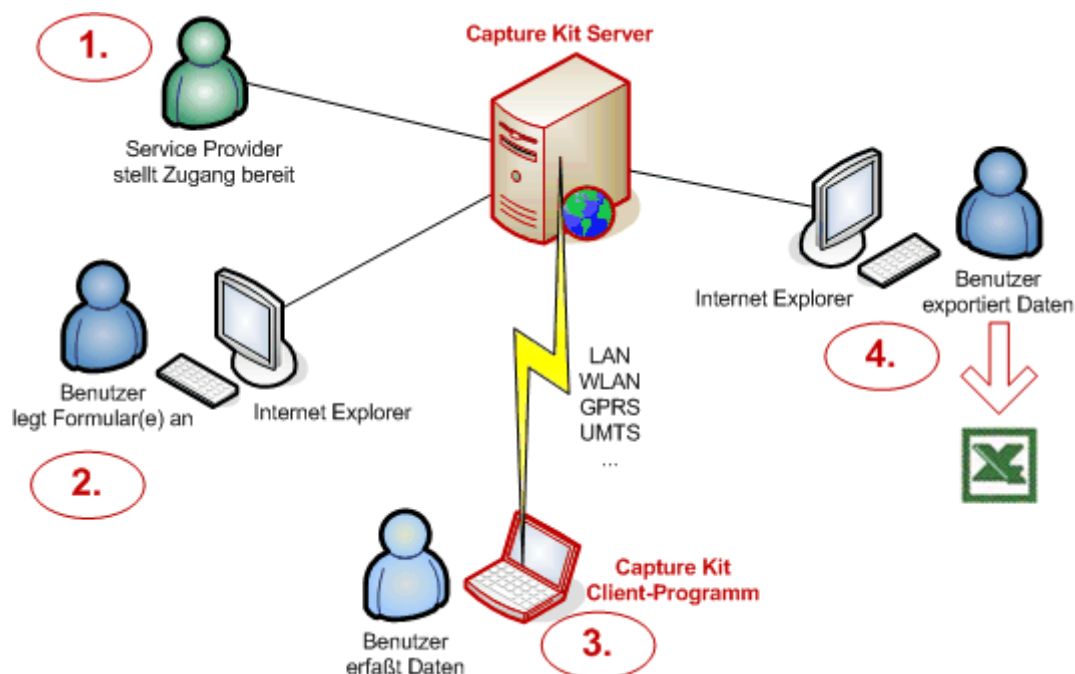 1.
Capture Kit Server
Service Provider
stellt Zugang bereit
Benutzer
legt Formular(e) an
Internet Explorer
2.
LAN
WLAN
GPRS
UMTS
...
Benutzer
erfaßt Daten
Capture Kit
Client-Programm
3.
Internet Explorer
Benutzer
exportiert Daten
4.